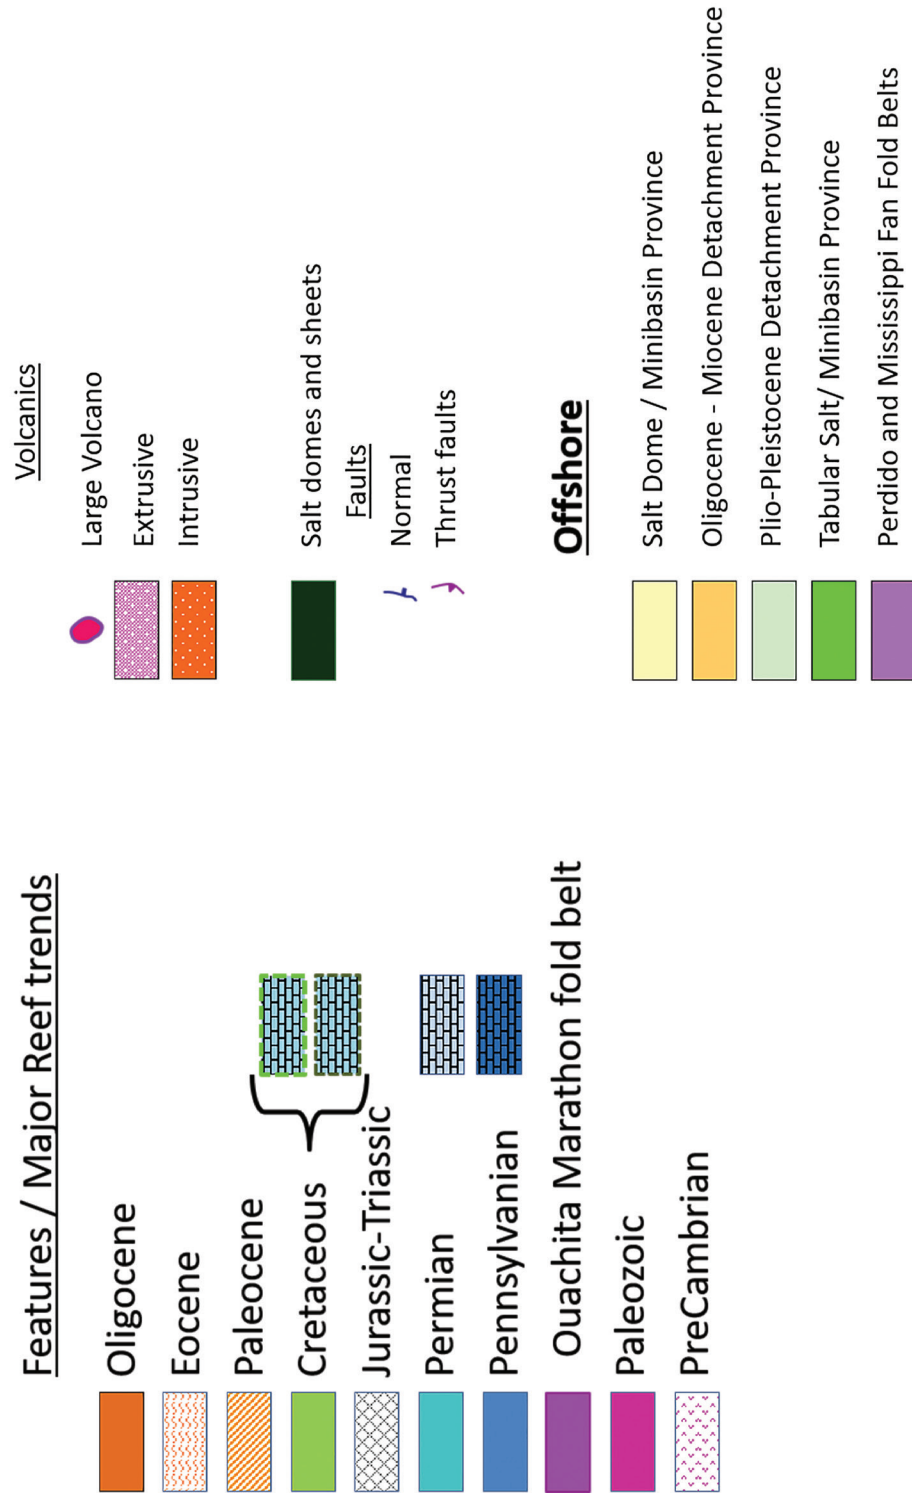 Features / Major Reef trends
Oligocene
Eocene
Paleocene
Cretaceous
Jurassic-Triassic
Permian
Pennsylvanian
Ouachita Marathon fold belt
Paleozoic
PreCambrian
Volcanics
Large Volcano
Extrusive
Intrusive
Salt domes and sheets
Faults
Normal
Thrust faults
Offshore
Salt Dome / Minibasin Province
Oligocene - Miocene Detachment Province
Plio-Pleistocene Detachment Province
Tabular Salt/ Minibasin Province
Perdido and Mississippi Fan Fold Belts